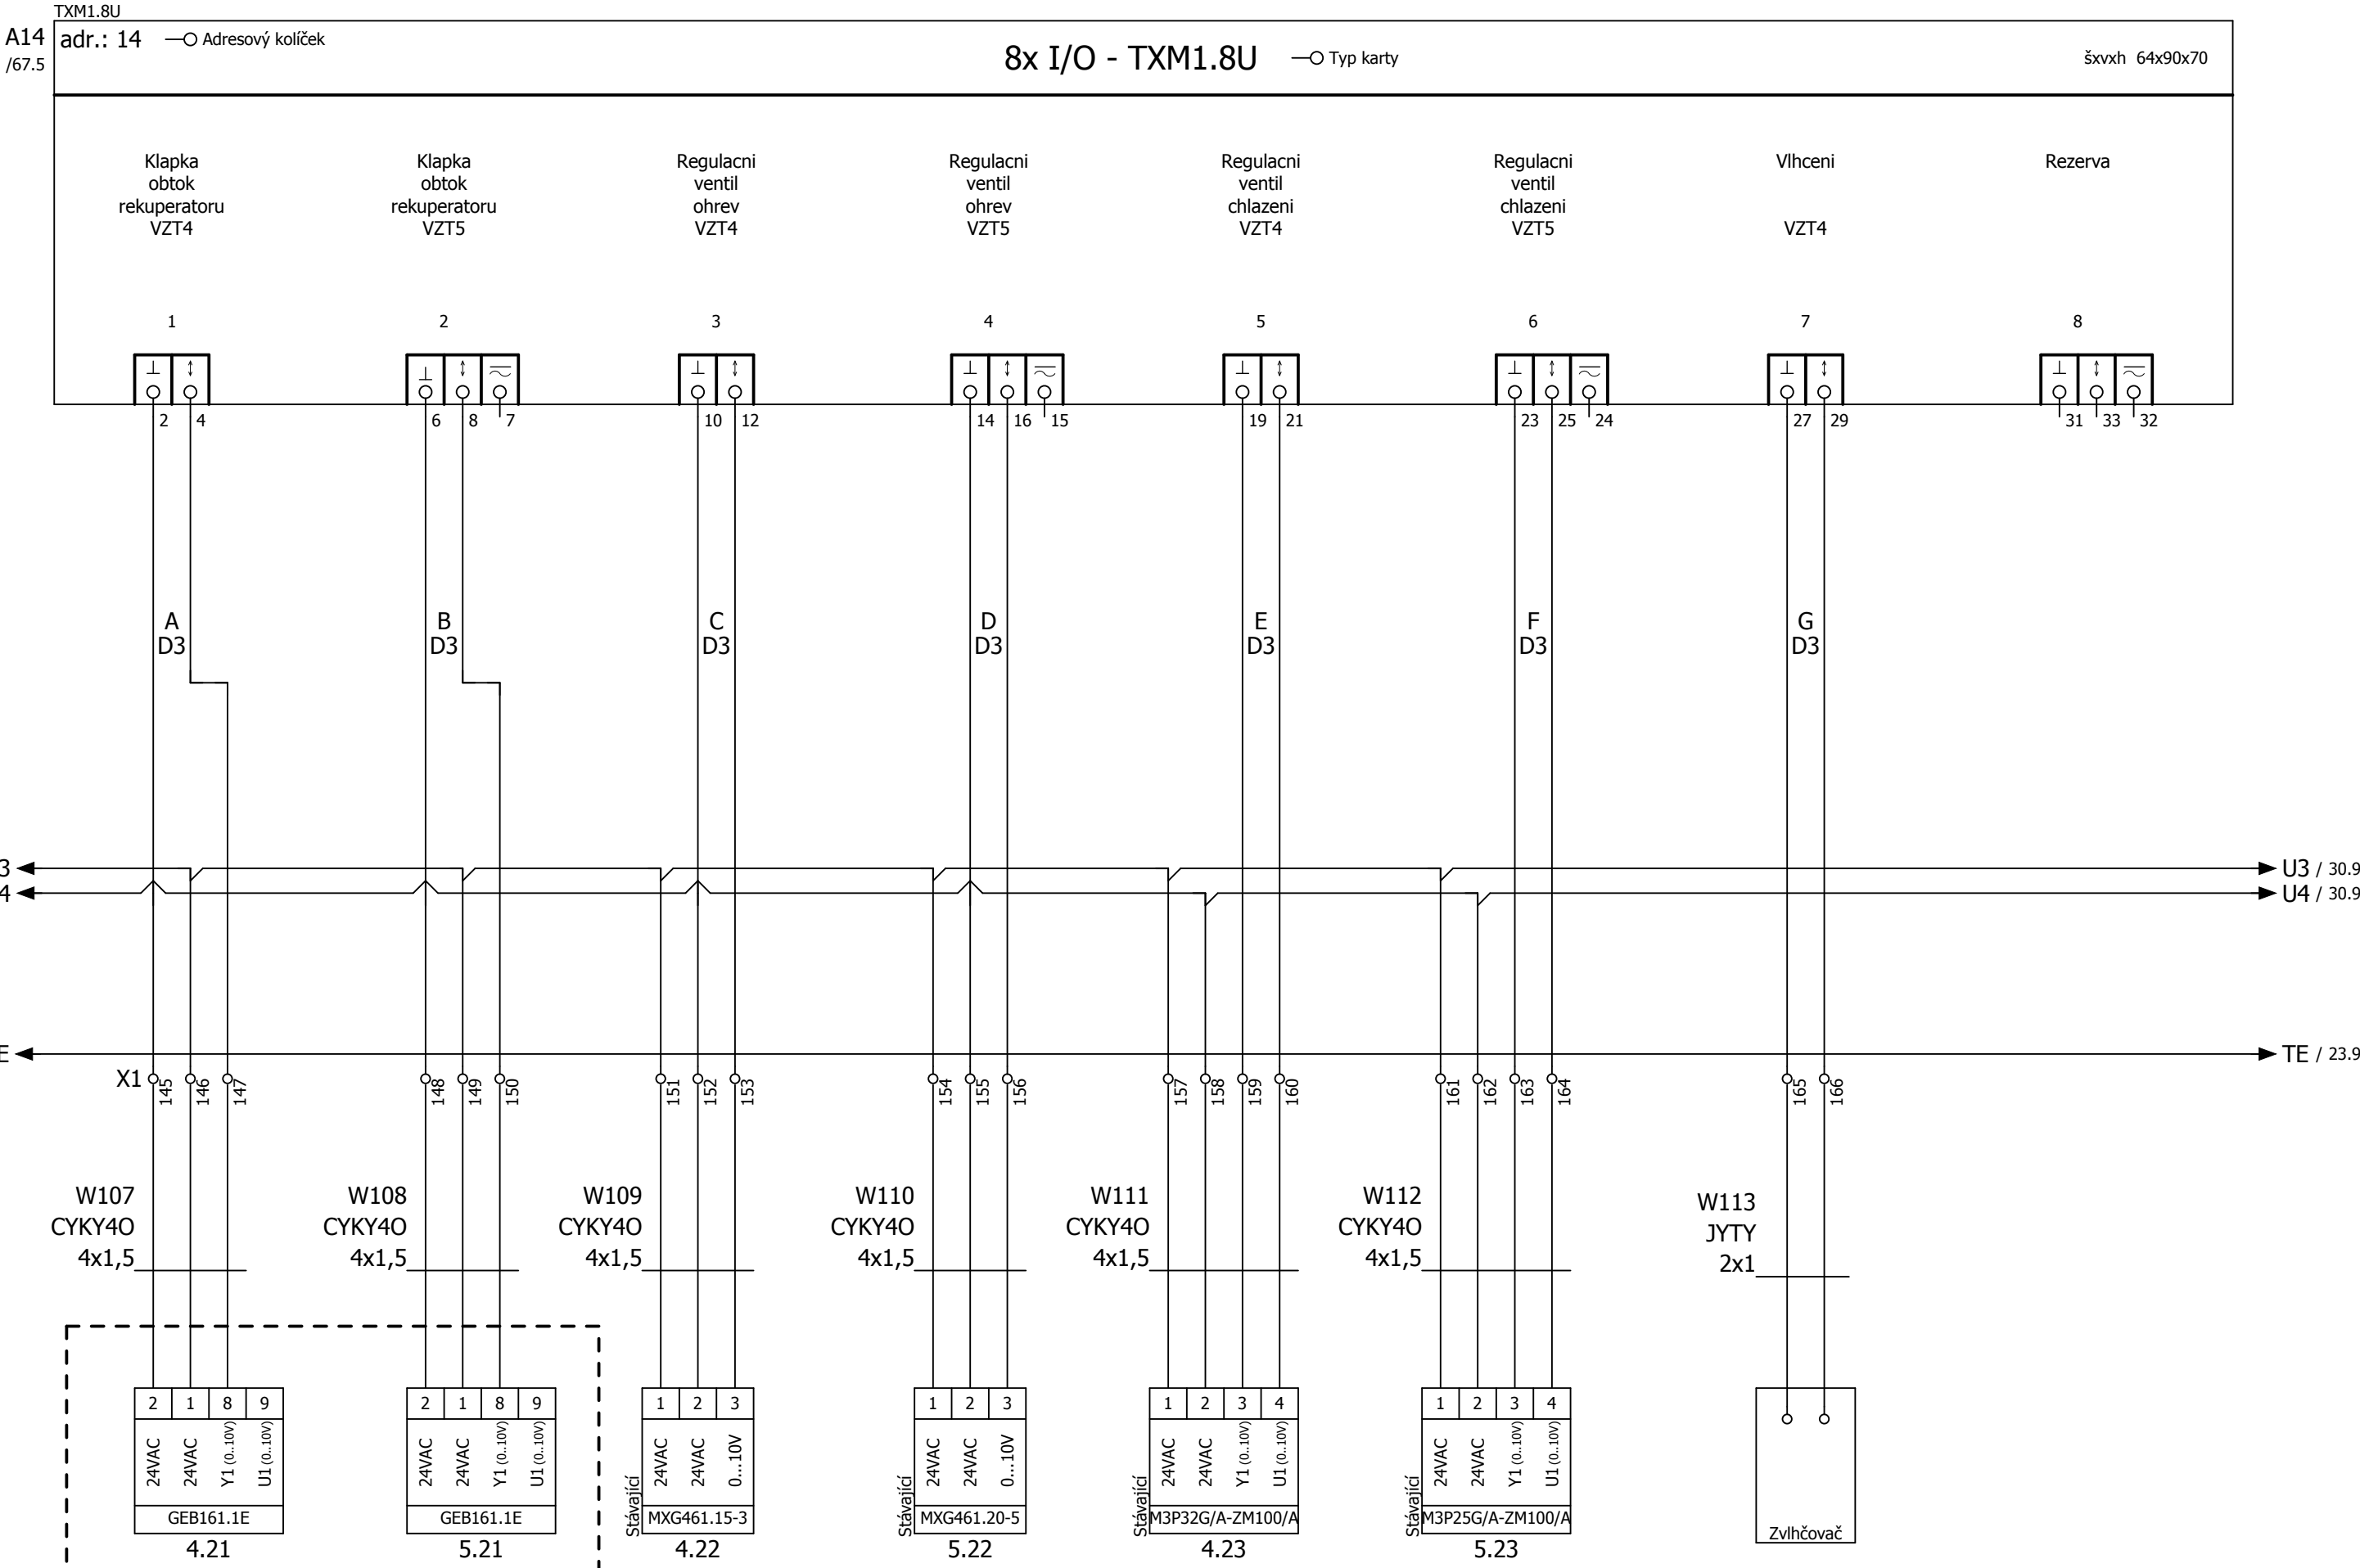 TXM1.8U
A14
/67.5
adr.: 14
Adresový kolíček
8x I/O - TXM1.8U
Typ karty
šxvxh 64x90x70
Klapka
obtok
rekuperatoru
VZT4
Klapka
obtok
rekuperatoru
VZT5
Regulacni
ventil
ohrev
VZT4
Regulacni
ventil
ohrev
VZT5
Regulacni
ventil
chlazeni
VZT4
Regulacni
ventil
chlazeni
VZT5
Vlhceni
VZT4
Rezerva
1 2 3 4 5 6 7 8
2 4 6 8 7 10 12 14 16 15 19 21 23 25 24 27 29 31 33 32
A
D3
B
D3
C
D3
D
D3
E
D3
F
D3
G
D3
3
U3 / 30.9
4
U4 / 30.9
E
TE / 23.9
X1
145 146 147 148 149 150 151 152 153 154 155 156 157 158 159 160 161 162 163 164 165 166
W107
CYKY4O
4x1,5
W108
CYKY4O
4x1,5
W109
CYKY4O
4x1,5
W110
CYKY4O
4x1,5
W111
CYKY4O
4x1,5
W112
CYKY4O
4x1,5
W113
JYTY
2x1
2 1 8 9
24VAC
24VAC
Y1 (0..10V)
U1 (0..10V)
GEB161.1E
4.21
2 1 8 9
24VAC
24VAC
Y1 (0..10V)
U1 (0..10V)
GEB161.1E
5.21
Stávající
1 2 3
24VAC
24VAC
0...10V
MXG461.15-3
4.22
Stávající
1 2 3
24VAC
24VAC
0...10V
MXG461.20-5
5.22
Stávající
1 2 3 4
24VAC
24VAC
Y1 (0..10V)
U1 (0..10V)
M3P32G/A-ZM100/A
4.23
Stávající
1 2 3 4
24VAC
24VAC
Y1 (0..10V)
U1 (0..10V)
M3P25G/A-ZM100/A
5.23
Zvlhčovač